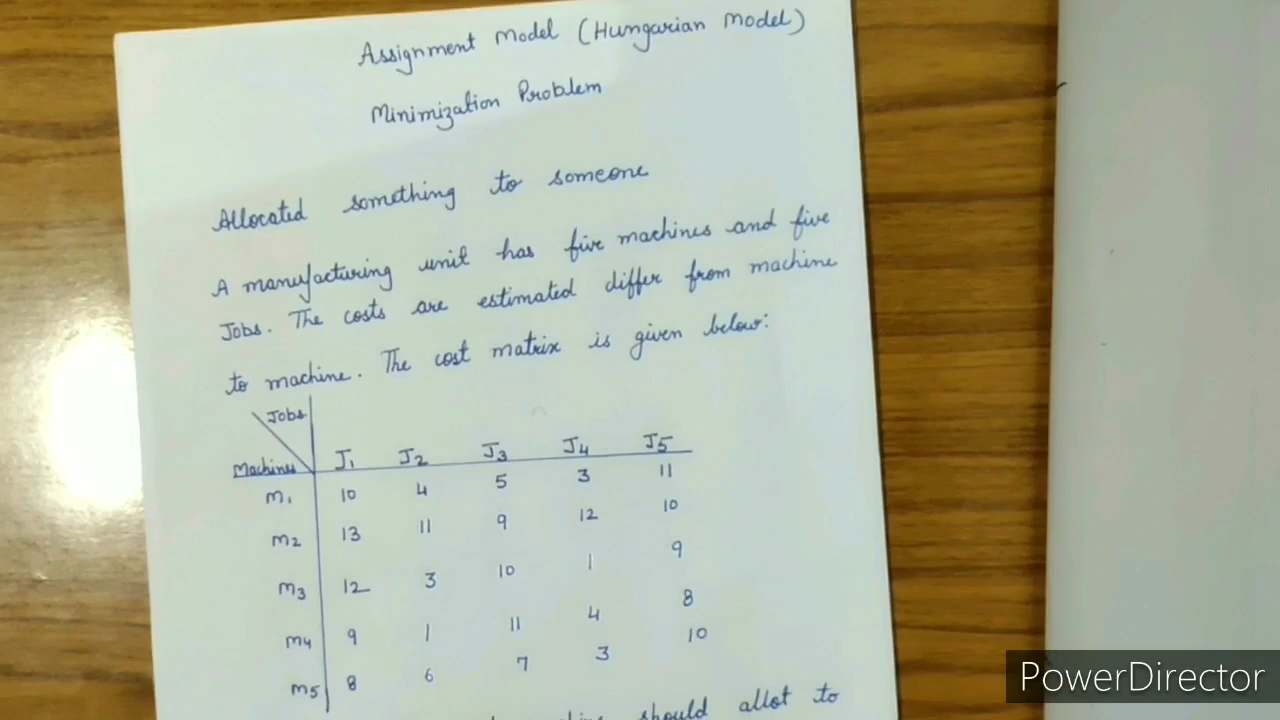 Assignment Model (Hungarian Model)
Minimization Problem
Allocated something to someone
A manufacturing unit has five machines and five
Jobs. The costs are estimated differ from machine
to machine. The cost matrix is given below:
Jobs
Machines J1 J2 J3 J4 J5
M1 10 4 5 3 11
M2 13 11 9 12 10
M3 12 3 10 1 9
M4 9 1 11 4 8
M5 8 6 7 3 10
should allot to
PowerDirector